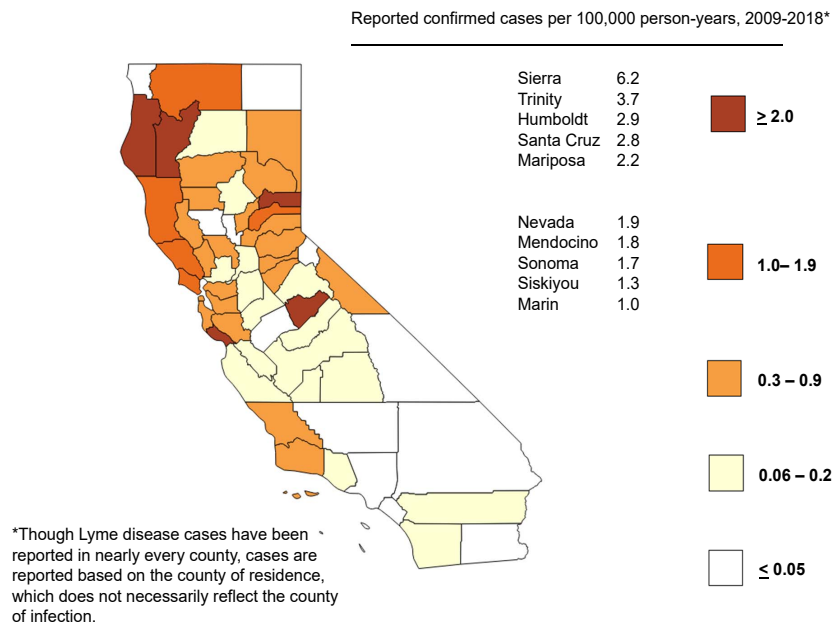 Reported confirmed cases per 100,000 person-years, 2009-2018*
Sierra 6.2
Trinity 3.7
Humboldt 2.9
Santa Cruz 2.8
Mariposa 2.2
≥ 2.0
Nevada 1.9
Mendocino 1.8
Sonoma 1.7
Siskiyou 1.3
Marin 1.0
1.0– 1.9
0.3 – 0.9
0.06 – 0.2
≤ 0.05
*Though Lyme disease cases have been
reported in nearly every county, cases are
reported based on the county of residence,
which does not necessarily reflect the county
of infection.